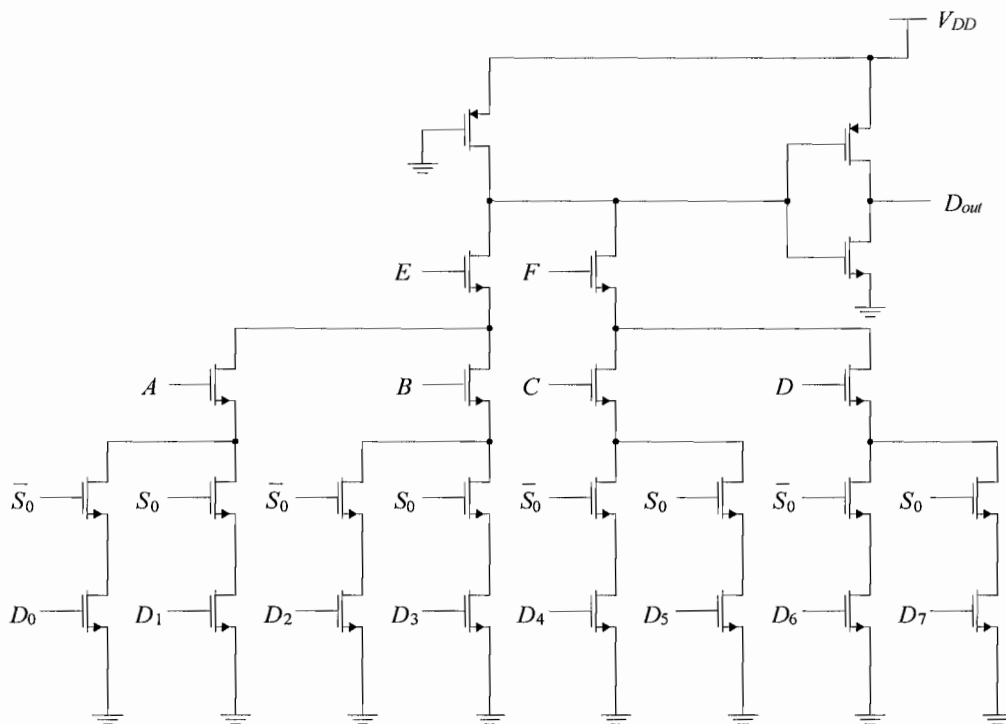 V_DD
D_out
E F
A B C D
S̅₀ S₀ S̅₀ S₀ S̅₀ S₀ S̅₀ S₀
D₀ D₁ D₂ D₃ D₄ D₅ D₆ D₇